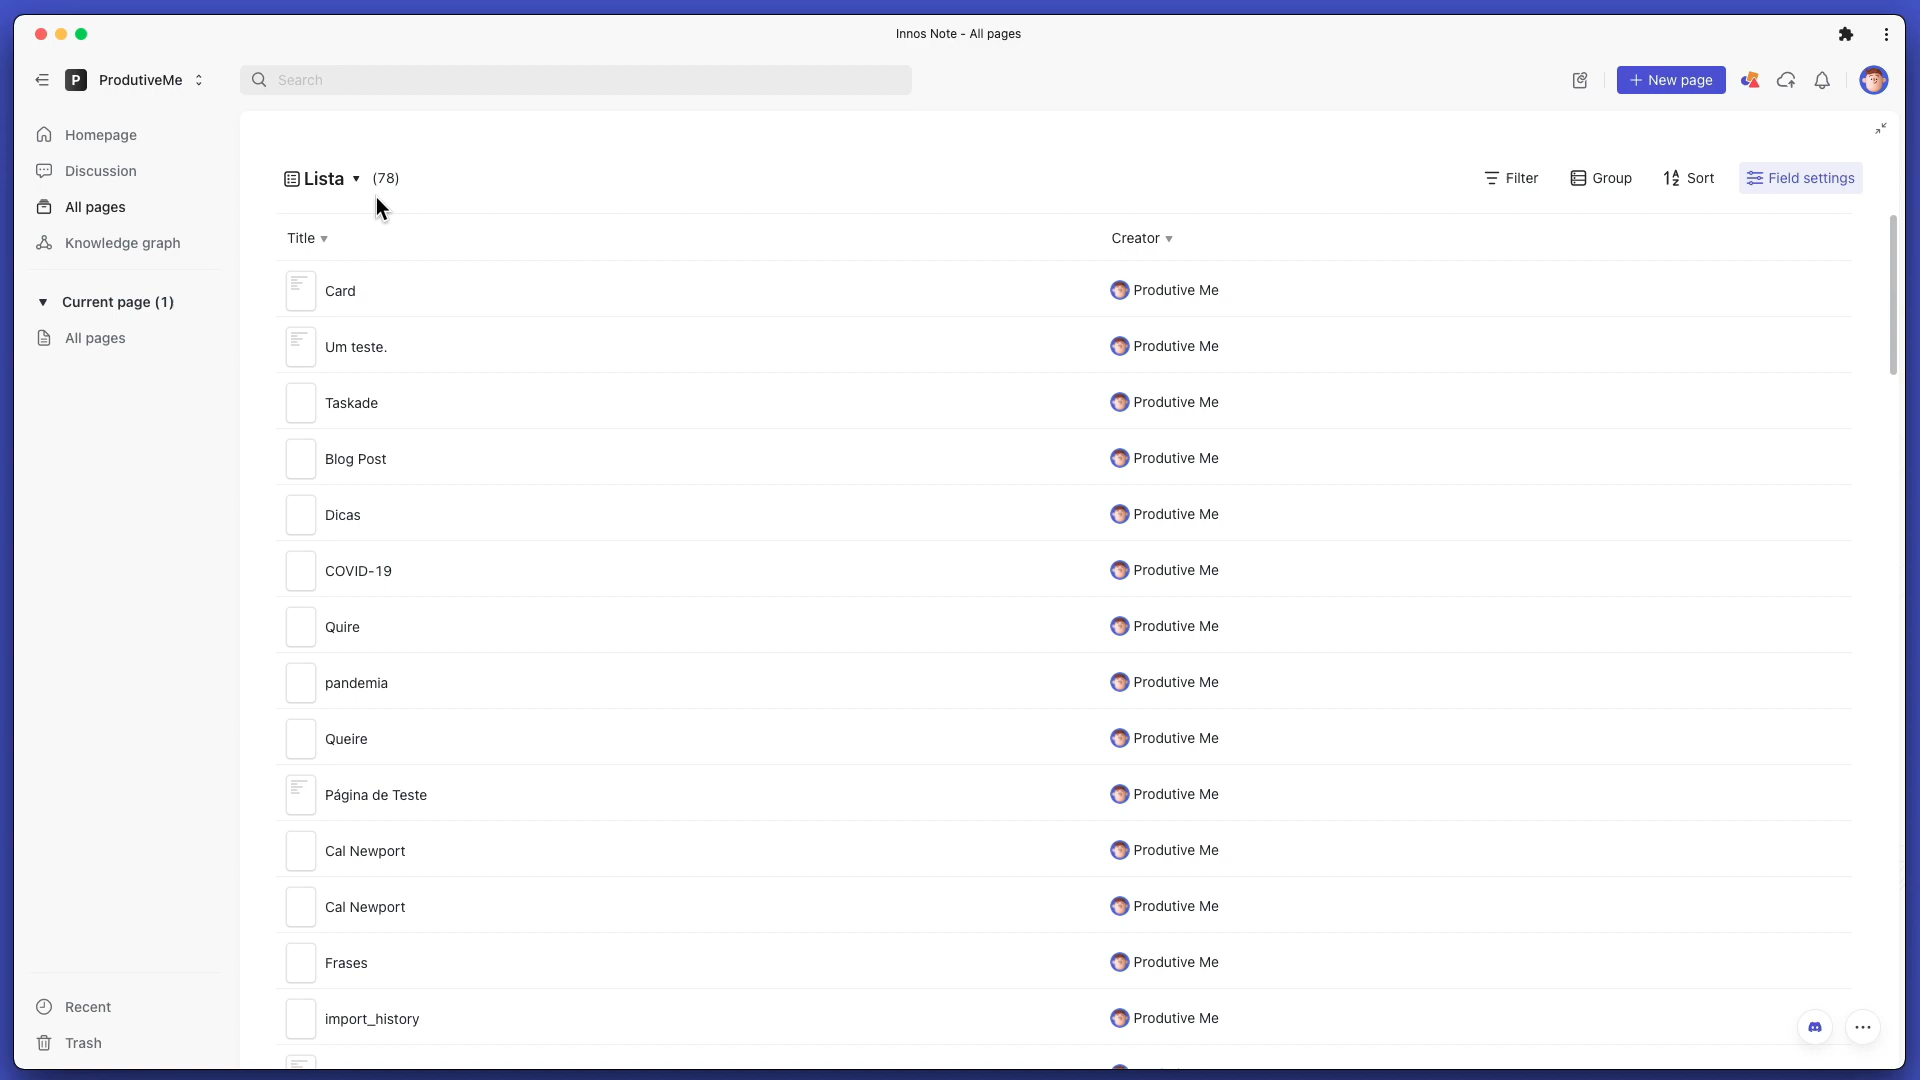 Innos Note - All pages
P ProdutiveMe
Search
New page
Homepage
Discussion
All pages
Knowledge graph
Current page (1)
All pages
Recent
Trash
Lista (78)
Filter
Group
Sort
Field settings
Title Creator
Card Produtive Me
Um teste. Produtive Me
Taskade Produtive Me
Blog Post Produtive Me
Dicas Produtive Me
COVID-19 Produtive Me
Quire Produtive Me
pandemia Produtive Me
Queire Produtive Me
Página de Teste Produtive Me
Cal Newport Produtive Me
Cal Newport Produtive Me
Frases Produtive Me
import_history Produtive Me